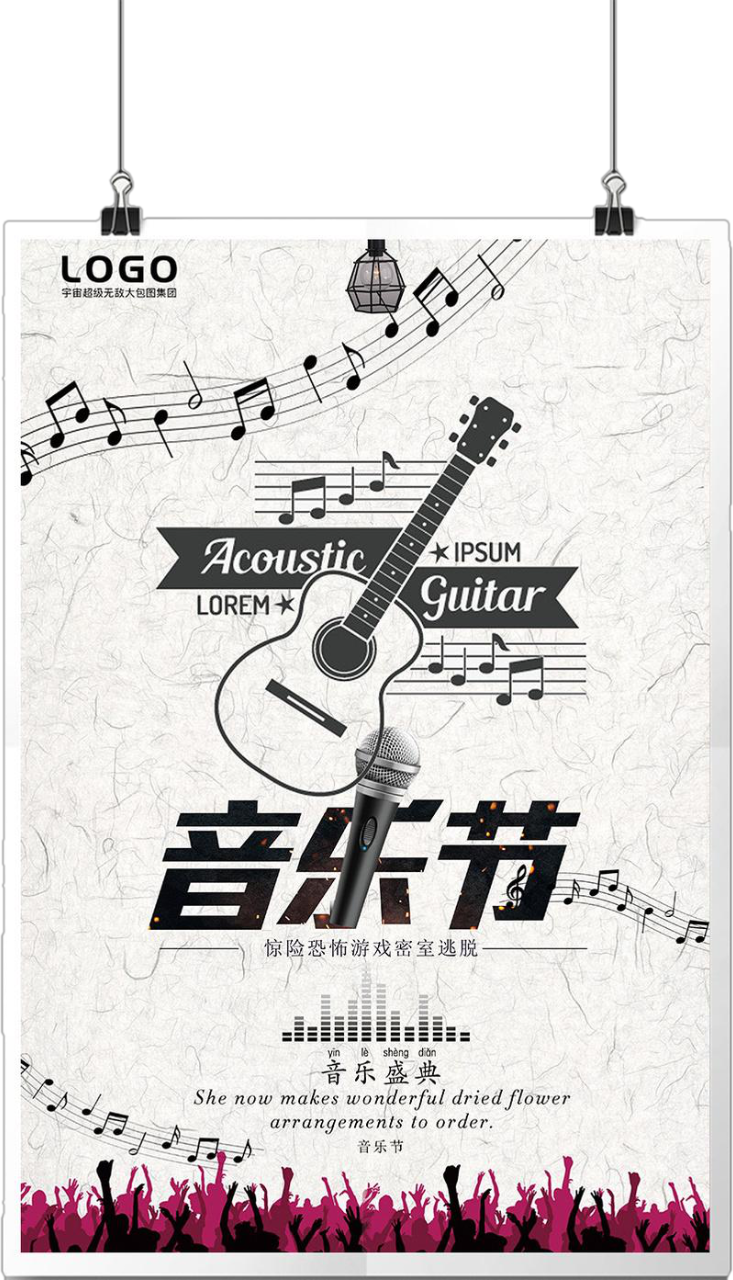 LOGO
宇宙超级无敌大包图集团
Acoustic
IPSUM
LOREM
Guitar
音乐节
惊险恐怖游戏密室逃脱
yīn lè shèng diǎn
音乐盛典
She now makes wonderful dried flower
arrangements to order.
音乐节